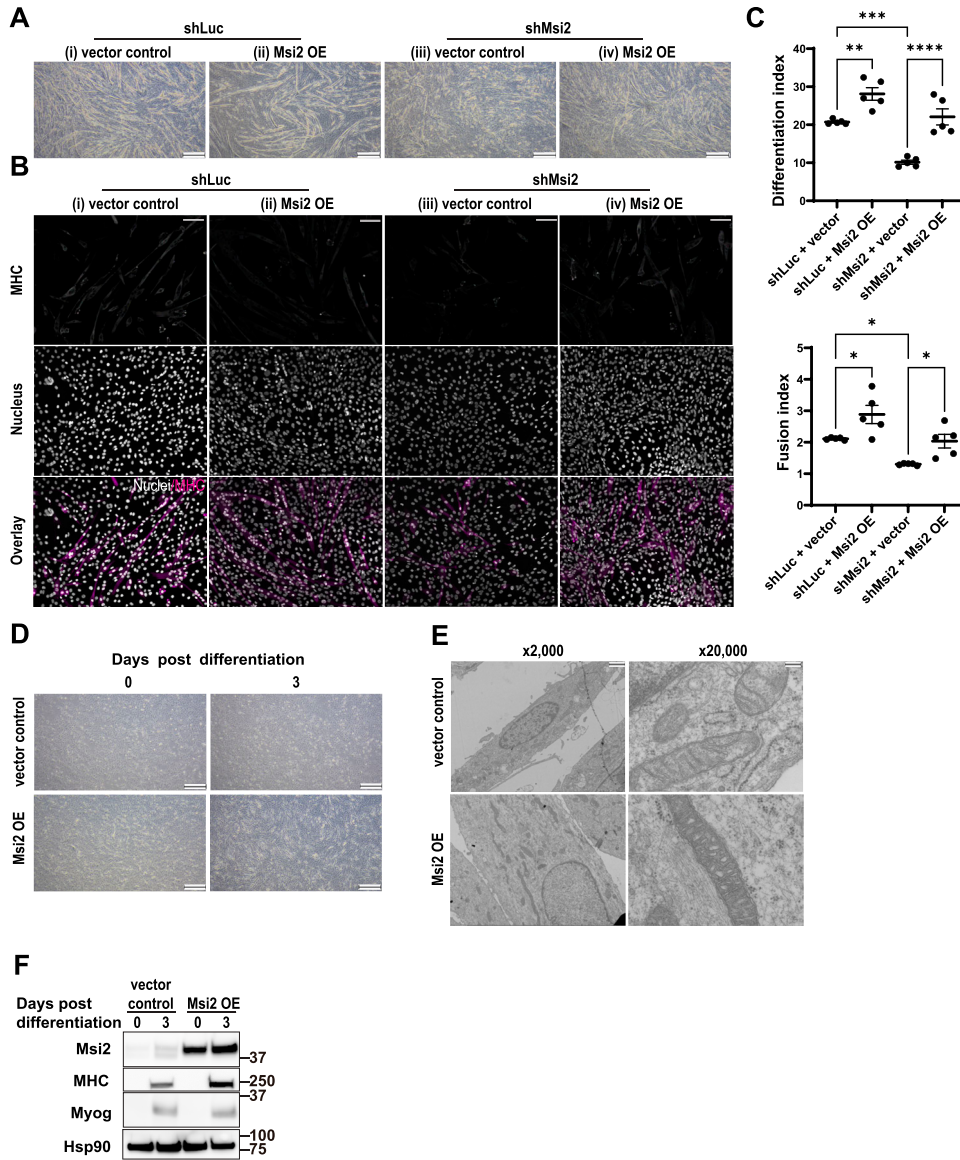 A
shLuc
shMsi2
(i) vector control
(ii) Msi2 OE
(iii) vector control
(iv) Msi2 OE
B
shLuc
shMsi2
(i) vector control
(ii) Msi2 OE
(iii) vector control
(iv) Msi2 OE
MHC
Nucleus
Overlay
Nuclei MHC
C
Differentiation index
40
30
20
10
0
***
**
****
shLuc + vector
shLuc + Msi2 OE
shMsi2 + vector
shMsi2 + Msi2 OE
Fusion index
5
4
3
2
1
0
*
*
*
shLuc + vector
shLuc + Msi2 OE
shMsi2 + vector
shMsi2 + Msi2 OE
D
Days post differentiation
0
3
vector control
Msi2 OE
E
x2,000
x20,000
vector control
Msi2 OE
F
Days post
differentiation
vector
control
Msi2 OE
0 3 0 3
Msi2
37
MHC
250
37
Myog
Hsp90
100
75